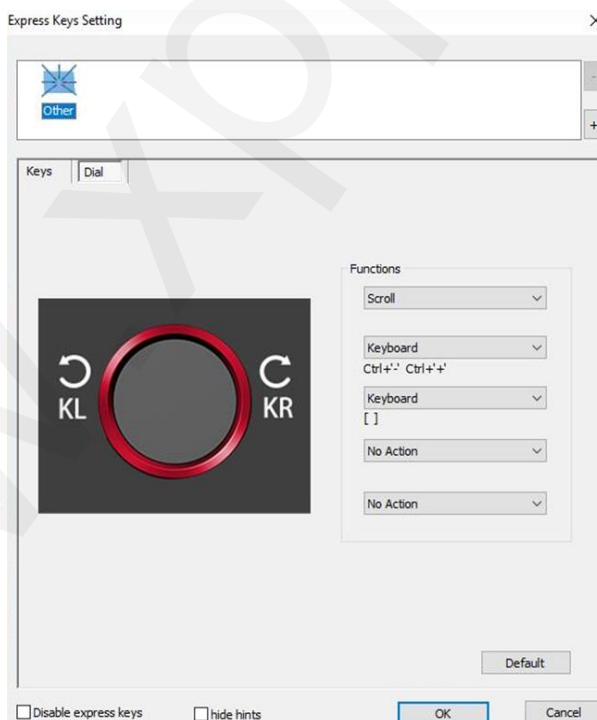 Express Keys Setting
Other
Keys Dial
Functions
Scroll
Keyboard
Ctrl+'-' Ctrl+'+'
Keyboard
[ ]
No Action
No Action
KL KR
Default
Disable express keys hide hints OK Cancel